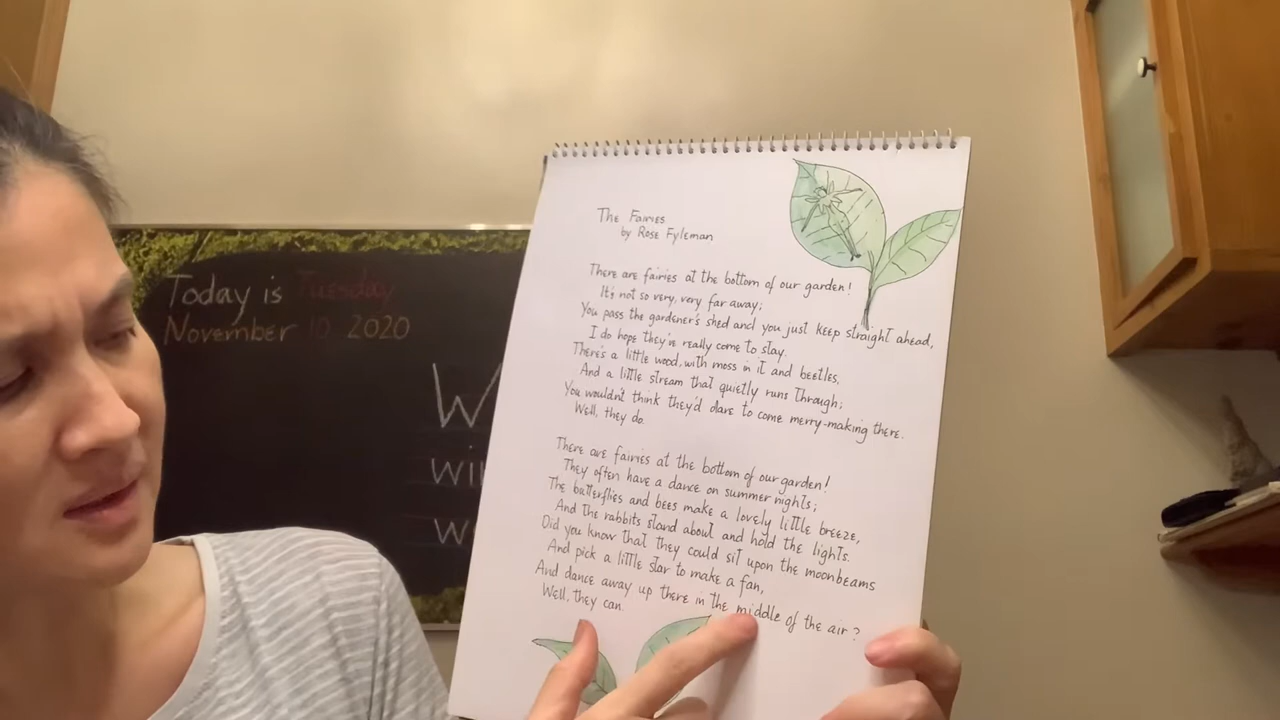 Today is Tuesday
November 10 2020
W
wi
w
The Fairies
by Rose Fyleman
There are fairies at the bottom of our garden!
It's not so very, very far away;
You pass the gardener's shed and you just keep straight ahead,
I do hope they've really come to stay.
There's a little wood, with moss in it and beetles,
And a little stream that quietly runs through;
You wouldn't think they'd dare to come merry-making there.
Well, they do.
There are fairies at the bottom of our garden!
They often have a dance on summer nights;
The butterflies and bees make a lovely little breeze,
And the rabbits stand about and hold the lights.
Did you know that they could sit upon the moonbeams
And pick a little star to make a fan,
And dance away up there in the middle of the air?
Well, they can.